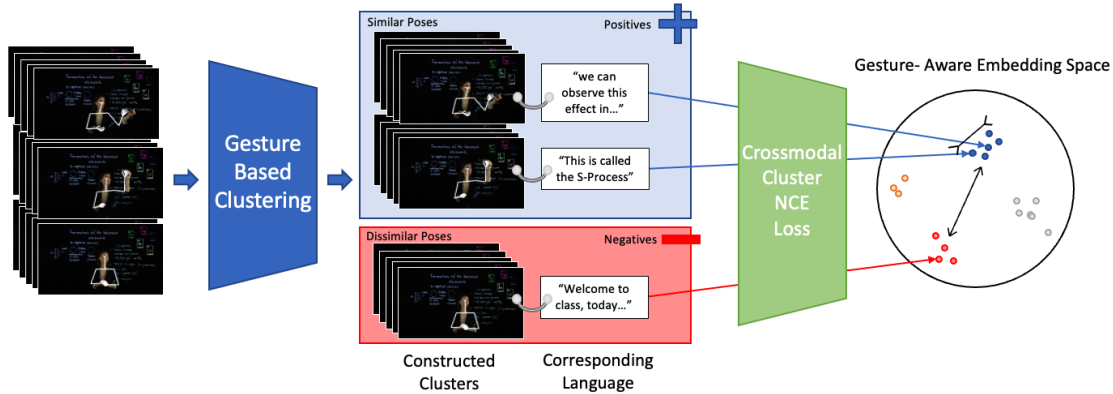 Similar Poses
Positives
"we can
observe this
effect in..."
"This is called
the S-Process"
Gesture
Based
Clustering
Dissimilar Poses
Negatives
"Welcome to
class, today..."
Constructed
Clusters
Corresponding
Language
Crossmodal
Cluster
NCE
Loss
Gesture- Aware Embedding Space